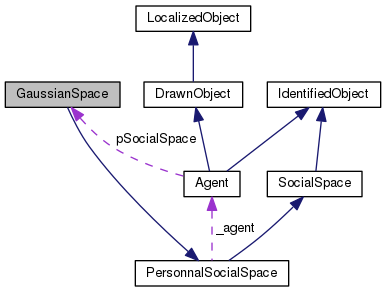 LocalizedObject
GaussianSpace
DrawnObject
IdentifiedObject
pSocialSpace
Agent
SocialSpace
_agent
PersonnalSocialSpace